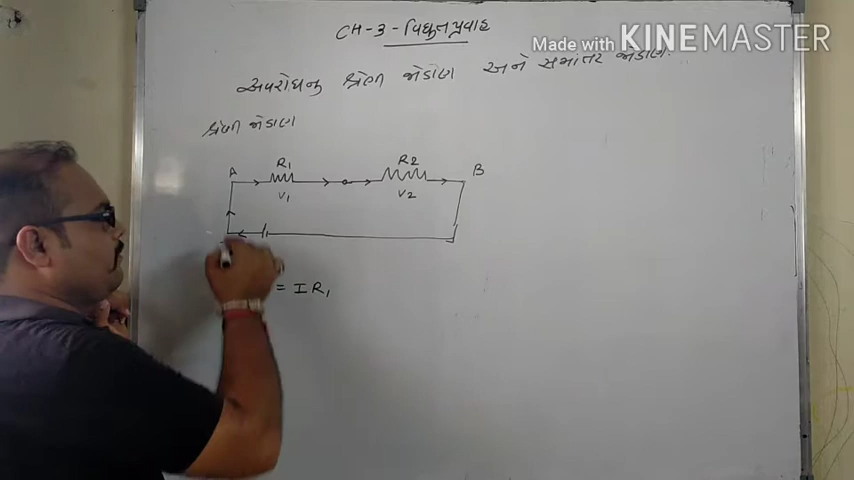 CH-3 - વિદ્યુતપ્રવાહ
Made with KINEMASTER
અવરોધનુ શ્રેણી જોડાણ અને સમાંતર જોડાણ.
શ્રેણી જોડાણ
A R1 R2 B
V1 V2
= IR1